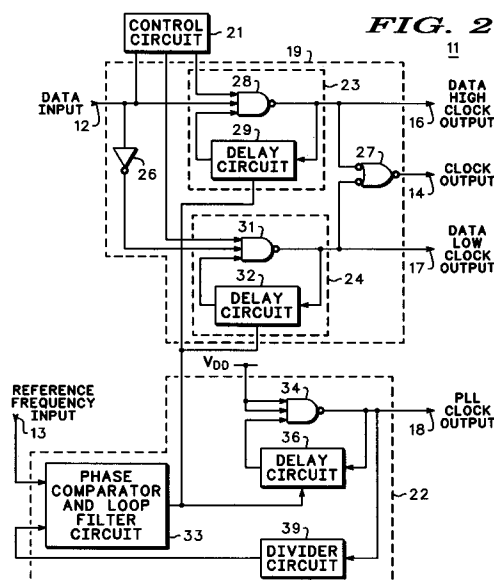 CONTROL
CIRCUIT
21
FIG. 2
11
19
28
23
DATA
INPUT
12
29
DELAY
CIRCUIT
DATA
HIGH
CLOCK
OUTPUT
16
26
27
CLOCK
OUTPUT
14
31
32
DELAY
CIRCUIT
24
DATA
LOW
CLOCK
OUTPUT
17
VDD
34
REFERENCE
FREQUENCY
INPUT
13
PLL
CLOCK
OUTPUT
18
36
DELAY
CIRCUIT
22
PHASE
COMPARATOR
AND LOOP
FILTER
CIRCUIT
33
39
DIVIDER
CIRCUIT